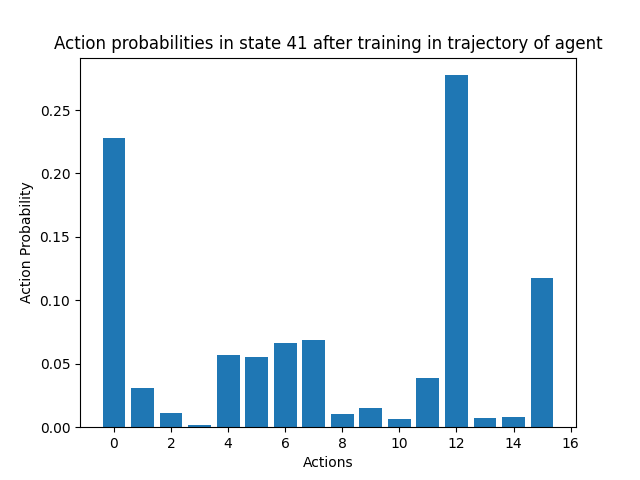 Action probabilities in state 41 after training in trajectory of agent
Action Probability
0.25
0.20
0.15
0.10
0.05
0.00
0 2 4 6 8 10 12 14 16
Actions